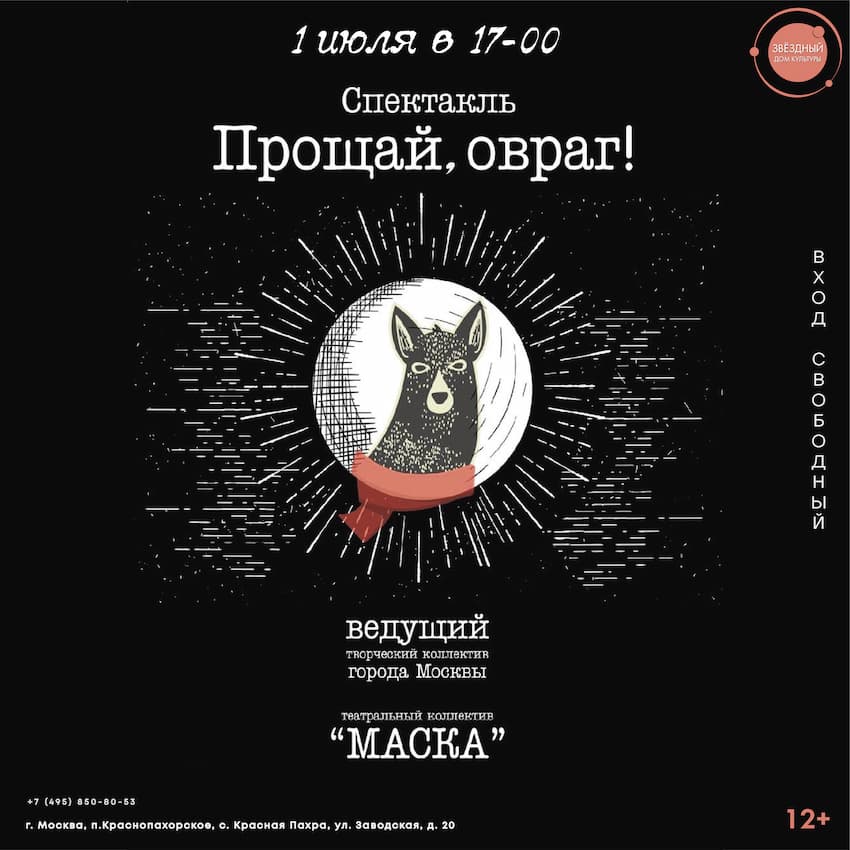 1 июля в 17-00
ЗВЁЗДНЫЙ
ДОМ КУЛЬТУРЫ
Спектакль
Прощай, овраг!
ВХОД СВОБОДНЫЙ
ведущий
творческий коллектив
города Москвы
театральный коллектив
“МАСКА”
+7 (495) 850-80-53
г. Москва, п.Краснопахорское, с. Красная Пахра, ул. Заводская, д. 20
12+